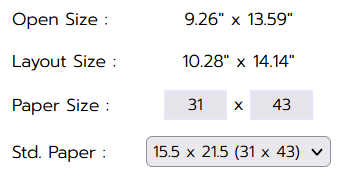 Open Size : 9.26" x 13.59"
Layout Size : 10.28" x 14.14"
Paper Size : 31 x 43
Std. Paper : 15.5 x 21.5 (31 x 43)